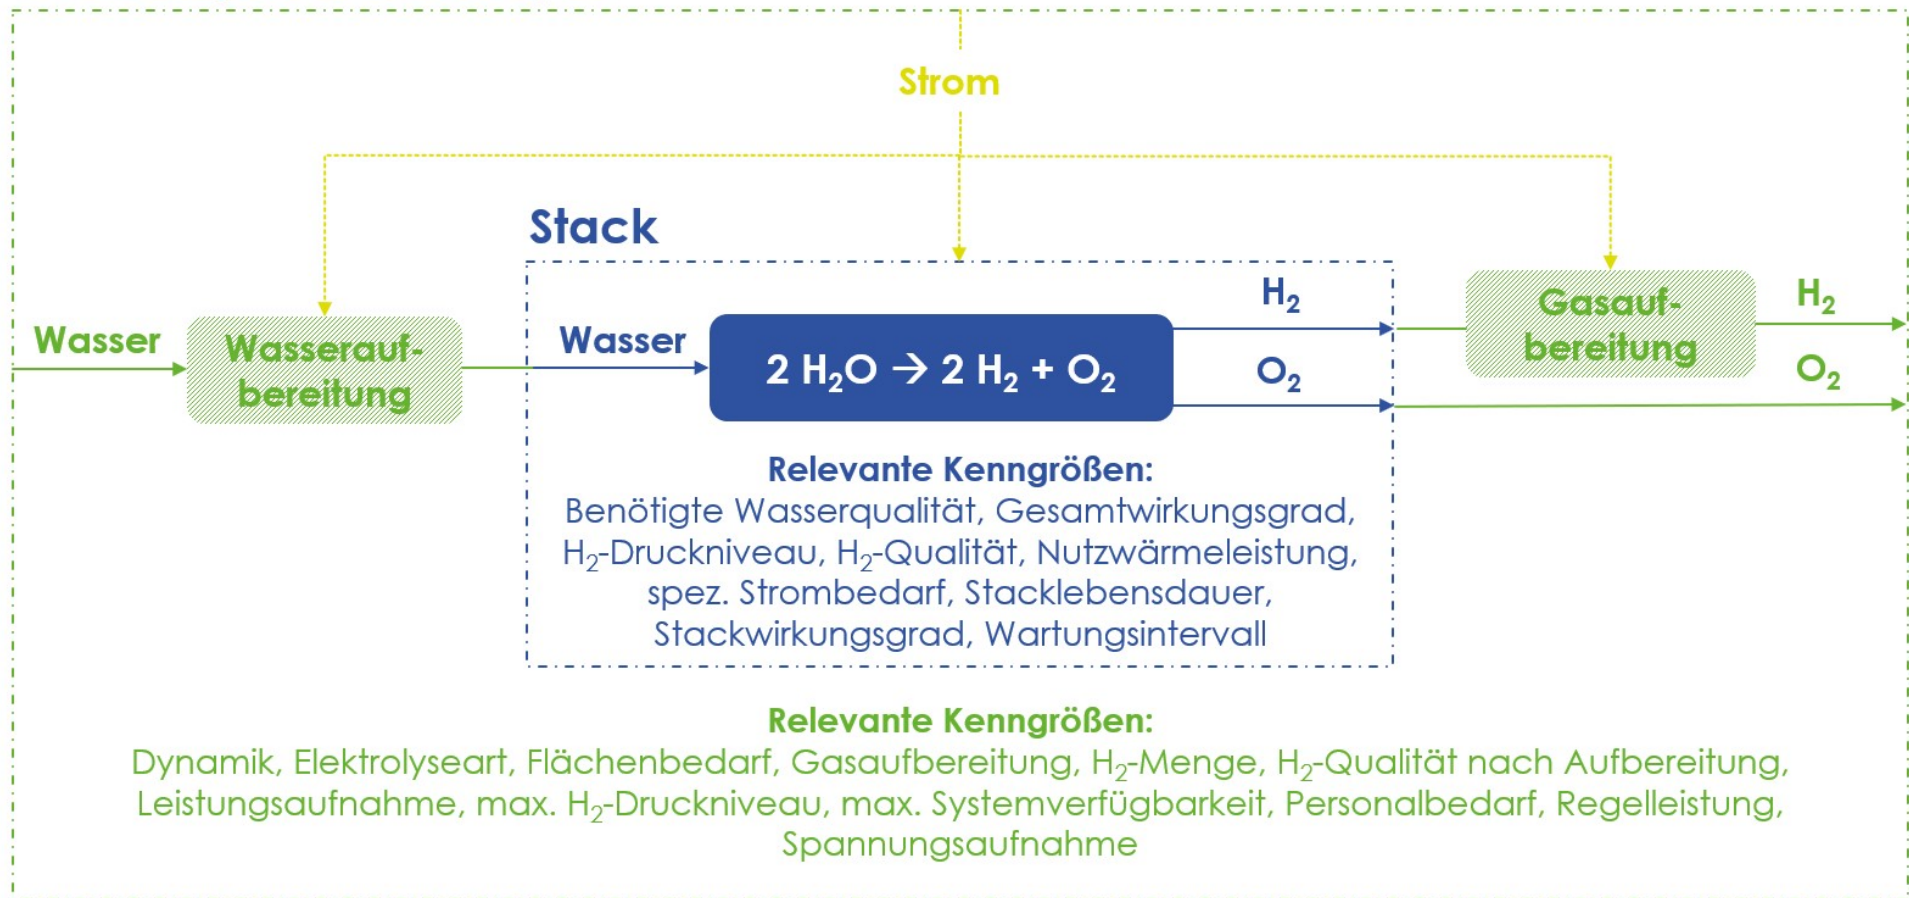 Strom
Stack
Wasser
Wasserauf-
bereitung
Wasser
2 H₂O → 2 H₂ + O₂
H₂
O₂
Gasauf-
bereitung
H₂
O₂
Relevante Kenngrößen:
Benötigte Wasserqualität, Gesamtwirkungsgrad,
H₂-Druckniveau, H₂-Qualität, Nutzwärmeleistung,
spez. Strombedarf, Stacklebensdauer,
Stackwirkungsgrad, Wartungsintervall
Relevante Kenngrößen:
Dynamik, Elektrolyseart, Flächenbedarf, Gasaufbereitung, H₂-Menge, H₂-Qualität nach Aufbereitung,
Leistungsaufnahme, max. H₂-Druckniveau, max. Systemverfügbarkeit, Personalbedarf, Regelleistung,
Spannungsaufnahme